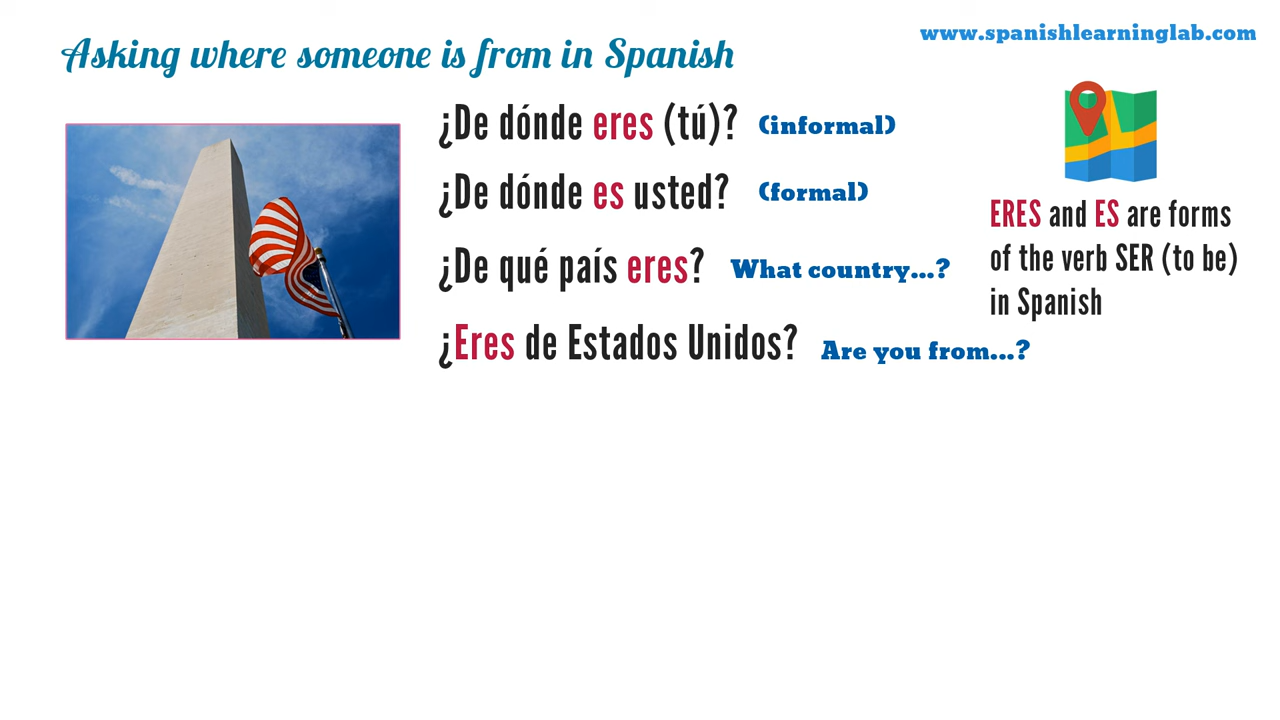 Asking where someone is from in Spanish
www.spanishlearninglab.com
¿De dónde eres (tú)? (informal)
¿De dónde es usted? (formal)
¿De qué país eres? What country...?
¿Eres de Estados Unidos? Are you from...?
ERES and ES are forms
of the verb SER (to be)
in Spanish